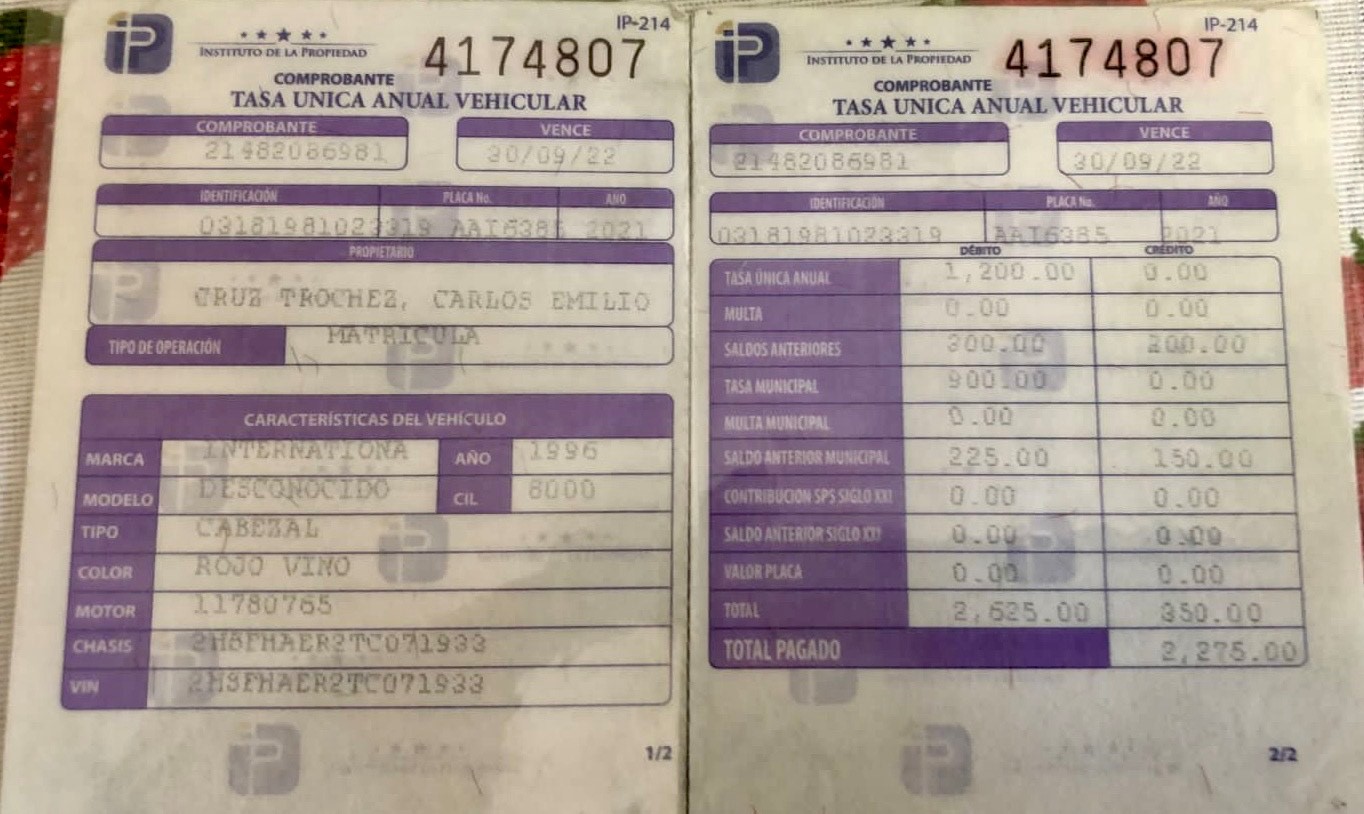 iP
IP-214
INSTITUTO DE LA PROPIEDAD
4174807
COMPROBANTE
TASA UNICA ANUAL VEHICULAR
COMPROBANTE VENCE
21482086981 30/09/22
IDENTIFICACIÓN PLACA No. AÑO
03181981023319 AAI6385 2021
PROPIETARIO
CRUZ TROCHEZ, CARLOS EMILIO
TIPO DE OPERACIÓN MATRICULA
CARACTERÍSTICAS DEL VEHÍCULO
MARCA INTERNATIONA AÑO 1996
MODELO DESCONOCIDO CIL 8000
TIPO CABEZAL
COLOR ROJO VINO
MOTOR 11780765
CHASIS 2HSFHAER2TC071933
VIN 2HSFHAER2TC071933
1/2
iP
IP-214
INSTITUTO DE LA PROPIEDAD
4174807
COMPROBANTE
TASA UNICA ANUAL VEHICULAR
COMPROBANTE VENCE
21482086981 30/09/22
IDENTIFICACIÓN PLACA No. AÑO
03181981023319 AAI6385 2021
DÉBITO CRÉDITO
TASA ÚNICA ANUAL 1,200.00 0.00
MULTA 0.00 0.00
SALDOS ANTERIORES 300.00 200.00
TASA MUNICIPAL 900.00 0.00
MULTA MUNICIPAL 0.00 0.00
SALDO ANTERIOR MUNICIPAL 225.00 150.00
CONTRIBUCION SPS SIGLO XXI 0.00 0.00
SALDO ANTERIOR SIGLO XXI 0.00 0.00
VALOR PLACA 0.00 0.00
TOTAL 2,625.00 350.00
TOTAL PAGADO 2,275.00
2/2